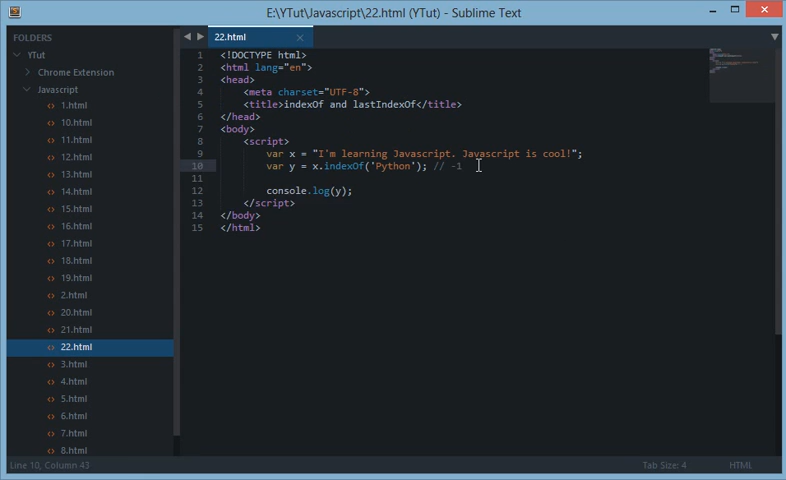 E:\YTut\Javascript\22.html (YTut) - Sublime Text
FOLDERS
YTut
Chrome Extension
Javascript
1.html
10.html
11.html
12.html
13.html
14.html
15.html
16.html
17.html
18.html
19.html
2.html
20.html
21.html
22.html
3.html
4.html
5.html
6.html
7.html
8.html
22.html
1 <!DOCTYPE html>
2 <html lang="en">
3 <head>
4 <meta charset="UTF-8">
5 <title>indexOf and lastIndexOf</title>
6 </head>
7 <body>
8 <script>
9 var x = "I'm learning Javascript. Javascript is cool!";
10 var y = x.indexOf('Python'); // -1
11
12 console.log(y);
13 </script>
14 </body>
15 </html>
Line 10, Column 43
Tab Size: 4
HTML